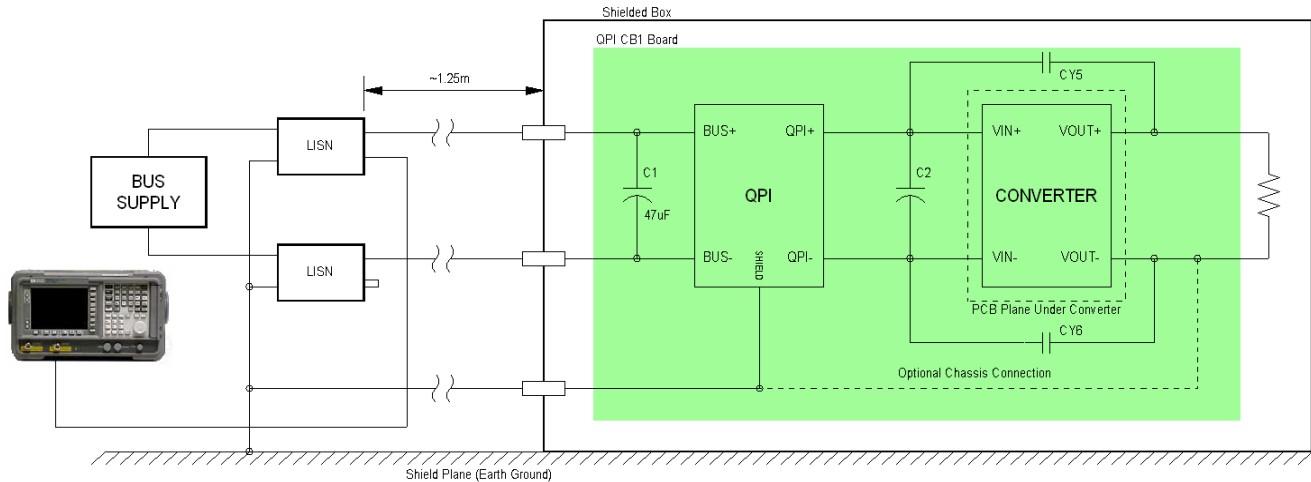 Shielded Box
QPI CB1 Board
~1.25m
CY5
LISN
BUS+
QPI+
VIN+
VOUT+
BUS
SUPPLY
C1
47uF
QPI
C2
CONVERTER
LISN
BUS-
SHIELD
QPI-
VIN-
VOUT-
PCB Plane Under Converter
CY6
Optional Chassis Connection
Shield Plane (Earth Ground)